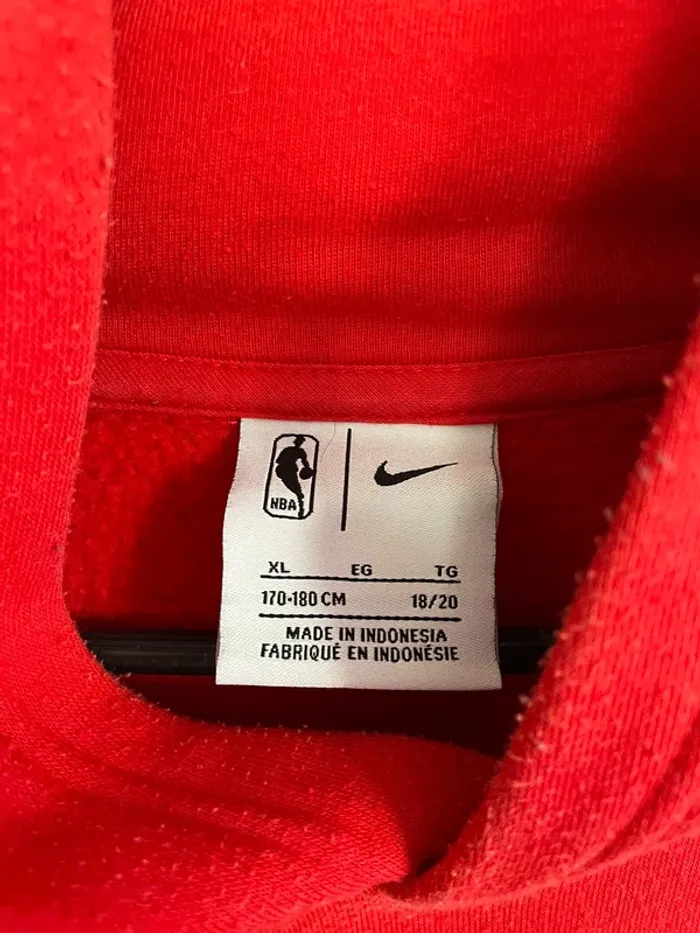 NBA
XL EG TG
170-180 CM 18/20
MADE IN INDONESIA
FABRIQUÉ EN INDONÉSIE